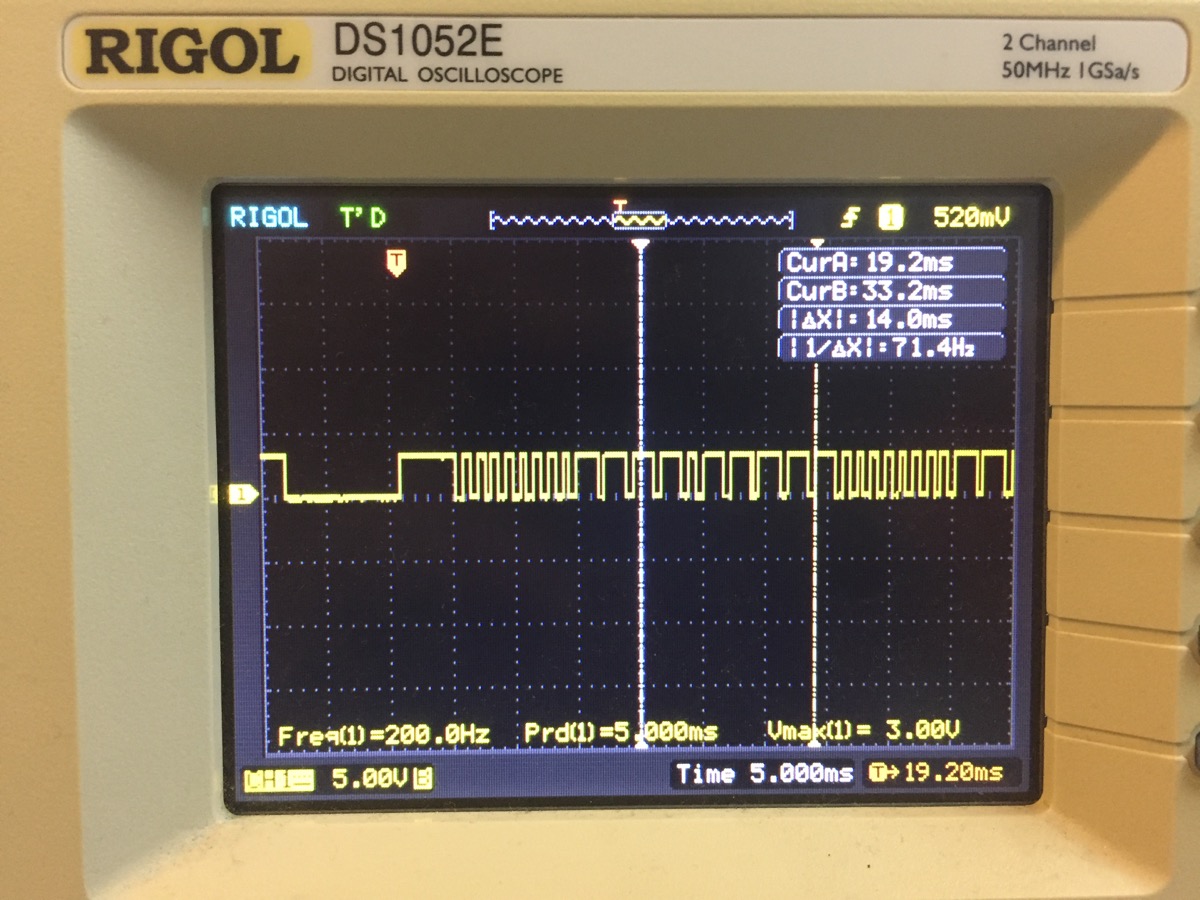 RIGOL DS1052E
DIGITAL OSCILLOSCOPE
2 Channel
50MHz 1GSa/s
RIGOL T'D T 1 520mV
T
CurA: 19.2ms
CurB: 33.2ms
|ΔX|: 14.0ms
|1/ΔX|: 71.4Hz
1
Freq(1)=200.0Hz Prd(1)=5.000ms Vmax(1)= 3.00V
CH1 5.00V B Time 5.000ms T→19.20ms